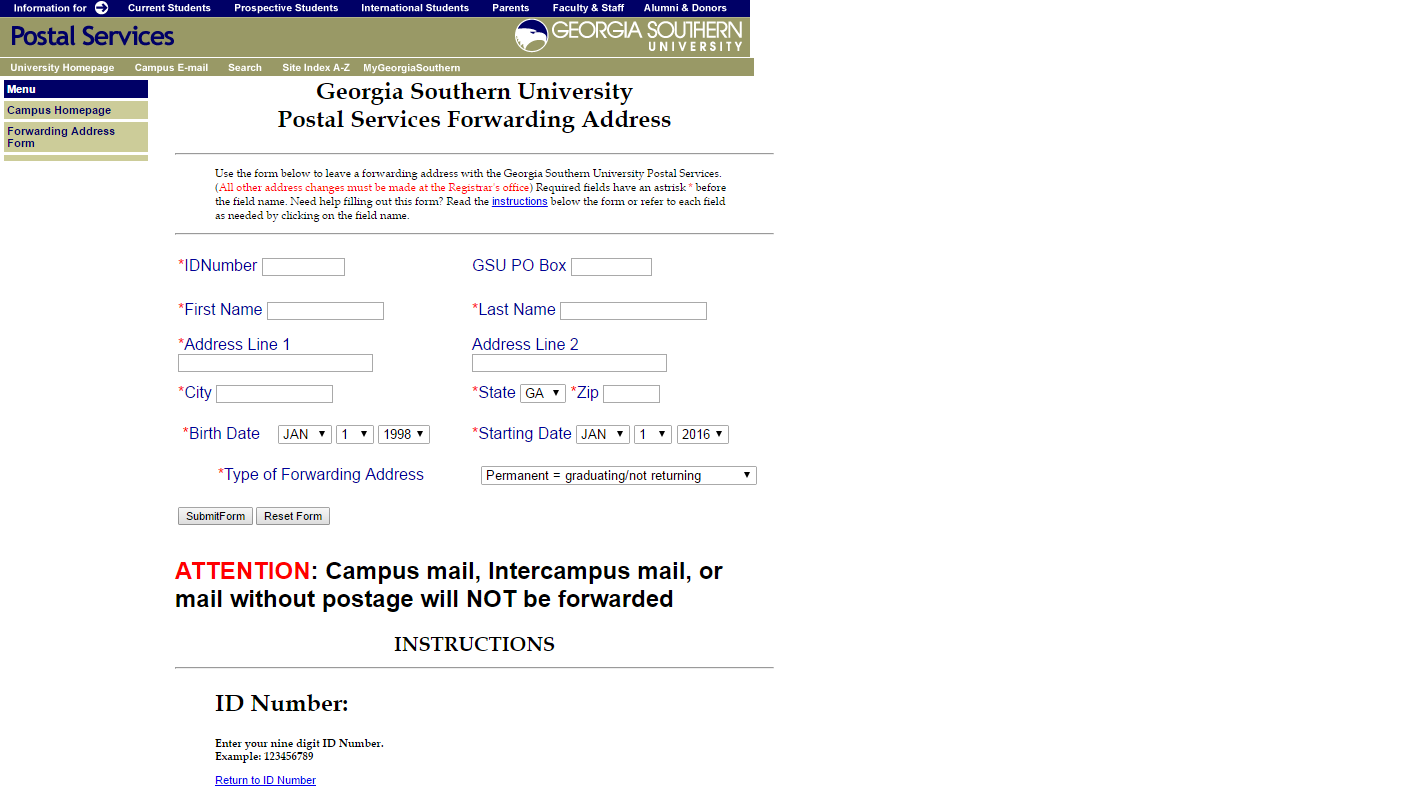 Information for Current Students Prospective Students International Students Parents Faculty & Staff Alumni & Donors
Postal Services GEORGIA SOUTHERN
UNIVERSITY
University Homepage Campus E-mail Search Site Index A-Z MyGeorgiaSouthern
Menu
Campus Homepage
Forwarding Address
Form
Georgia Southern University
Postal Services Forwarding Address
Use the form below to leave a forwarding address with the Georgia Southern University Postal Services.
(All other address changes must be made at the Registrar's office) Required fields have an astrisk * before
the field name. Need help filling out this form? Read the instructions below the form or refer to each field
as needed by clicking on the field name.
*IDNumber GSU PO Box
*First Name *Last Name
*Address Line 1 Address Line 2
*City *State GA *Zip
*Birth Date JAN 1 1998 *Starting Date JAN 1 2016
*Type of Forwarding Address Permanent = graduating/not returning
SubmitForm Reset Form
ATTENTION: Campus mail, Intercampus mail, or
mail without postage will NOT be forwarded
INSTRUCTIONS
ID Number:
Enter your nine digit ID Number.
Example: 123456789
Return to ID Number